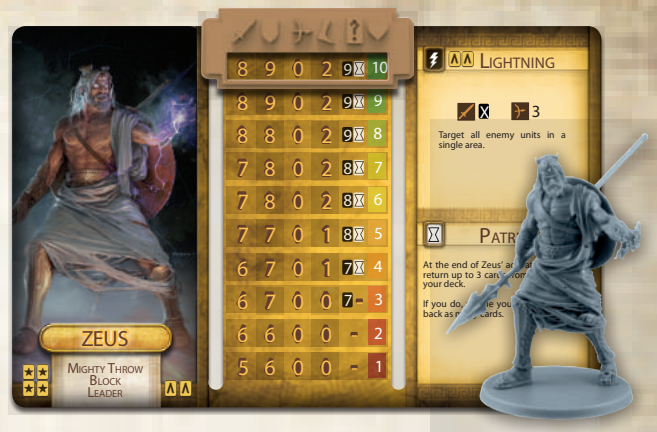 8 9 0 2 9 10
8 9 0 2 9 9
8 8 0 2 9 8
7 8 0 2 8 7
7 8 0 2 8 6
7 7 0 1 8 5
6 7 0 1 7 4
6 7 0 0 7 - 3
6 6 0 0 - 2
5 6 0 0 - 1
ZEUS
MIGHTY THROW
BLOCK
LEADER
LIGHTNING
X 3
Target all enemy units in a
single area.
At the end of Zeus'
return up to 3
your deck.
If you do,
back as cards.